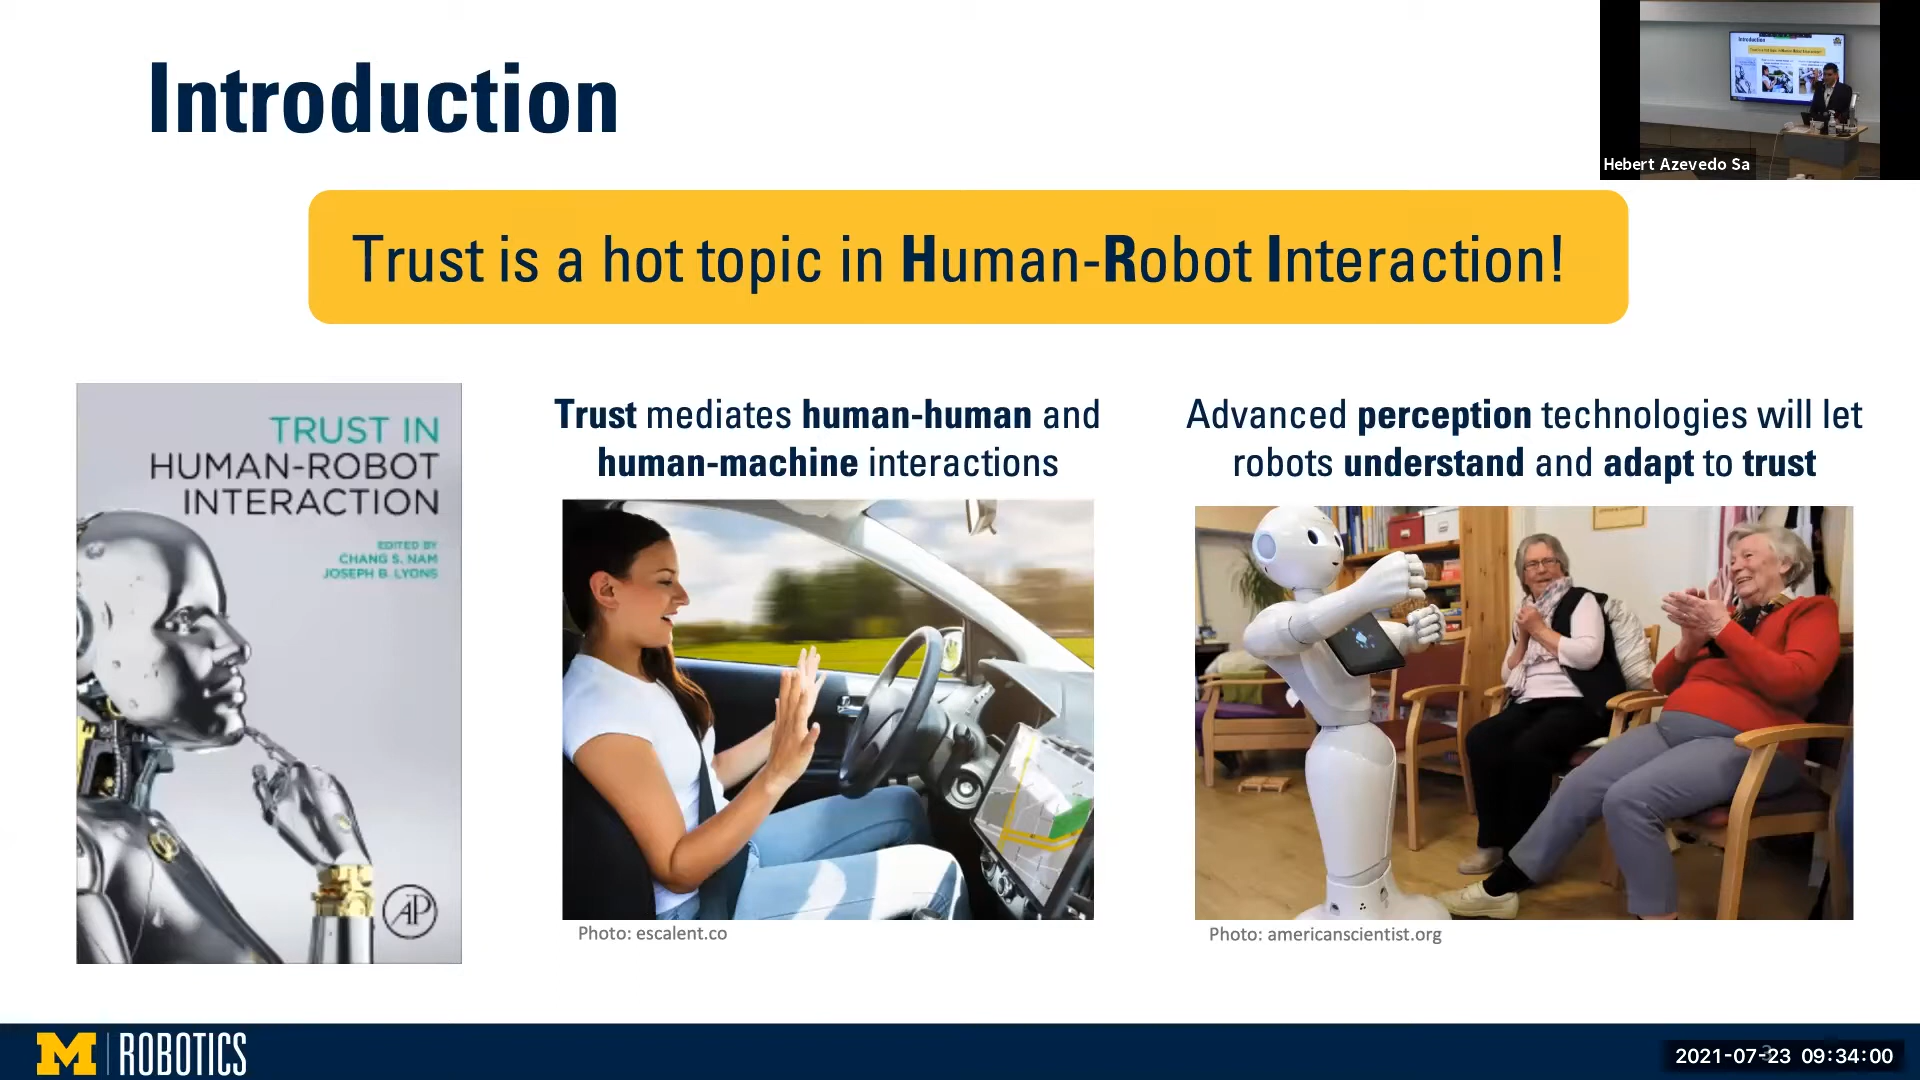 Introduction
Hebert Azevedo Sa
Trust is a hot topic in Human-Robot Interaction!
TRUST IN
HUMAN-ROBOT
INTERACTION
EDITED BY
CHANG S. NAM
JOSEPH B. LYONS
AP
Trust mediates human-human and
human-machine interactions
Photo: escalent.co
Advanced perception technologies will let
robots understand and adapt to trust
Photo: americanscientist.org
M ROBOTICS
2021-07-23 09:34:00